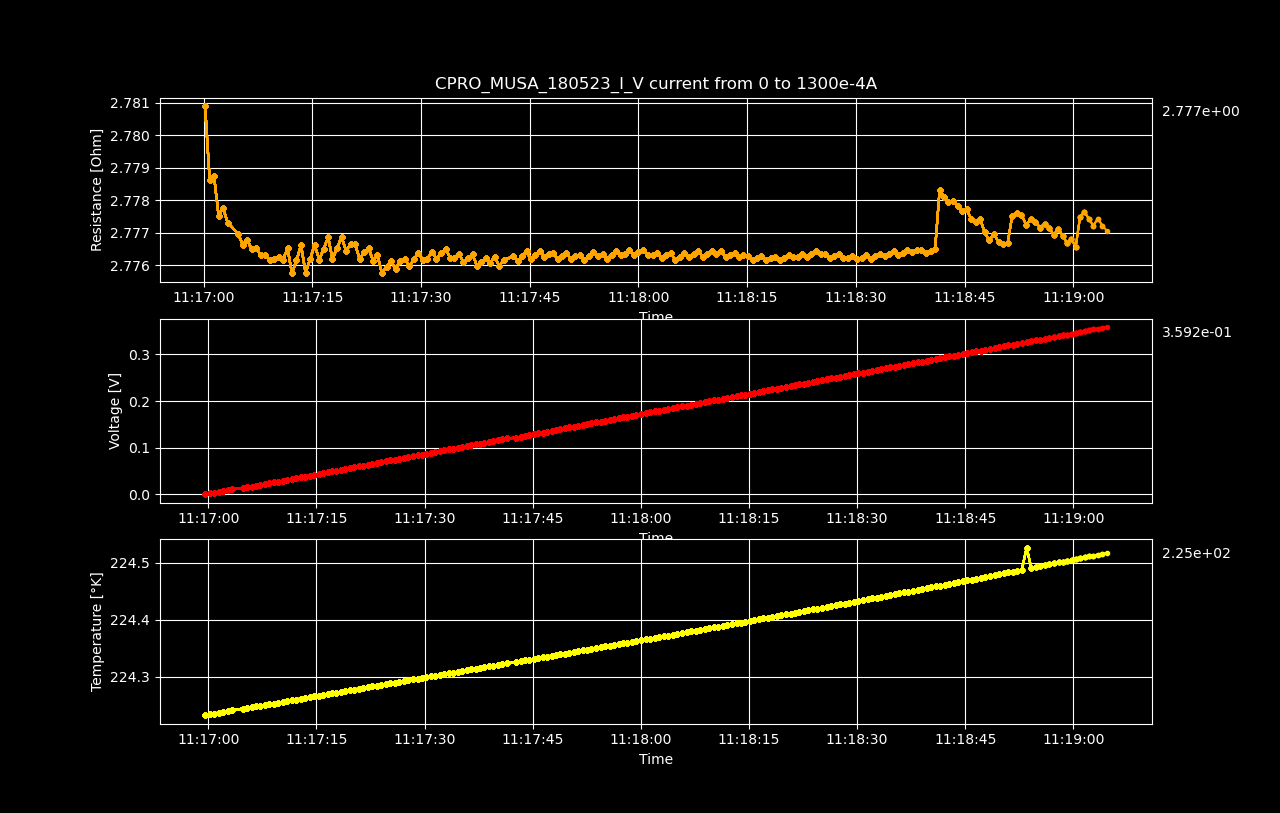 CPRO_MUSA_180523_I_V current from 0 to 1300e-4A
2.777e+00
Resistance [Ohm]
2.781
2.780
2.779
2.778
2.777
2.776
11:17:00 11:17:15 11:17:30 11:17:45 11:18:00 11:18:15 11:18:30 11:18:45 11:19:00
Time
3.592e-01
Voltage [V]
0.3
0.2
0.1
0.0
11:17:00 11:17:15 11:17:30 11:17:45 11:18:00 11:18:15 11:18:30 11:18:45 11:19:00
Time
2.25e+02
Temperature [°K]
224.5
224.4
224.3
11:17:00 11:17:15 11:17:30 11:17:45 11:18:00 11:18:15 11:18:30 11:18:45 11:19:00
Time